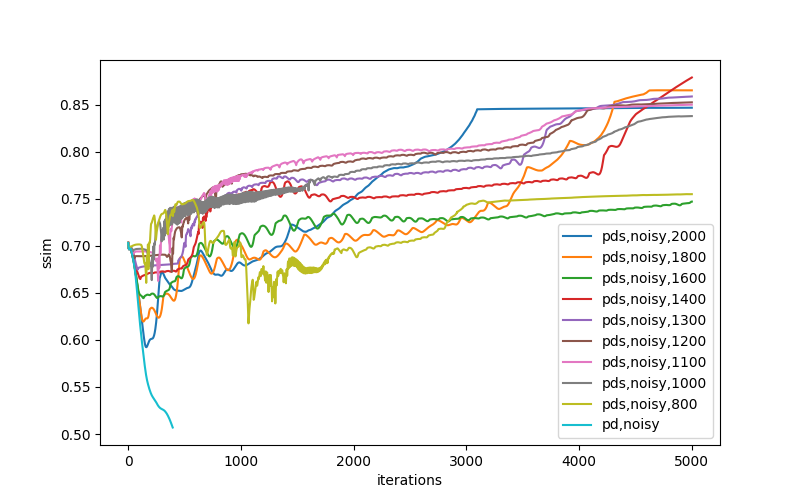 0.85
0.80
0.75
0.70
0.65
0.60
0.55
0.50
ssim
0 1000 2000 3000 4000 5000
iterations
pds,noisy,2000
pds,noisy,1800
pds,noisy,1600
pds,noisy,1400
pds,noisy,1300
pds,noisy,1200
pds,noisy,1100
pds,noisy,1000
pds,noisy,800
pd,noisy